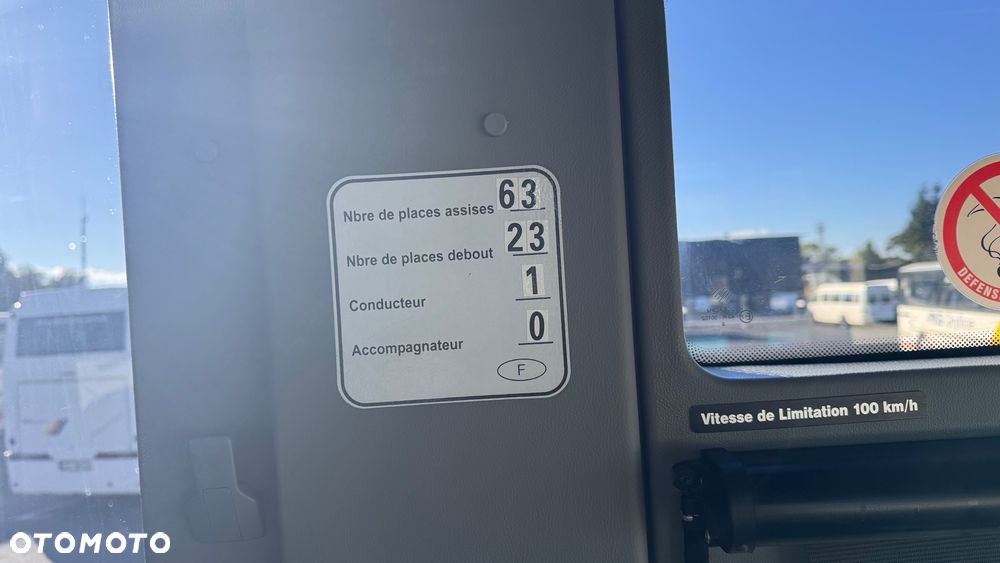 Nbre de places assises 63
Nbre de places debout 23
Conducteur 1
Accompagnateur 0
F
DEFENS
Vitesse de Limitation 100 km/h
OTOMOTO